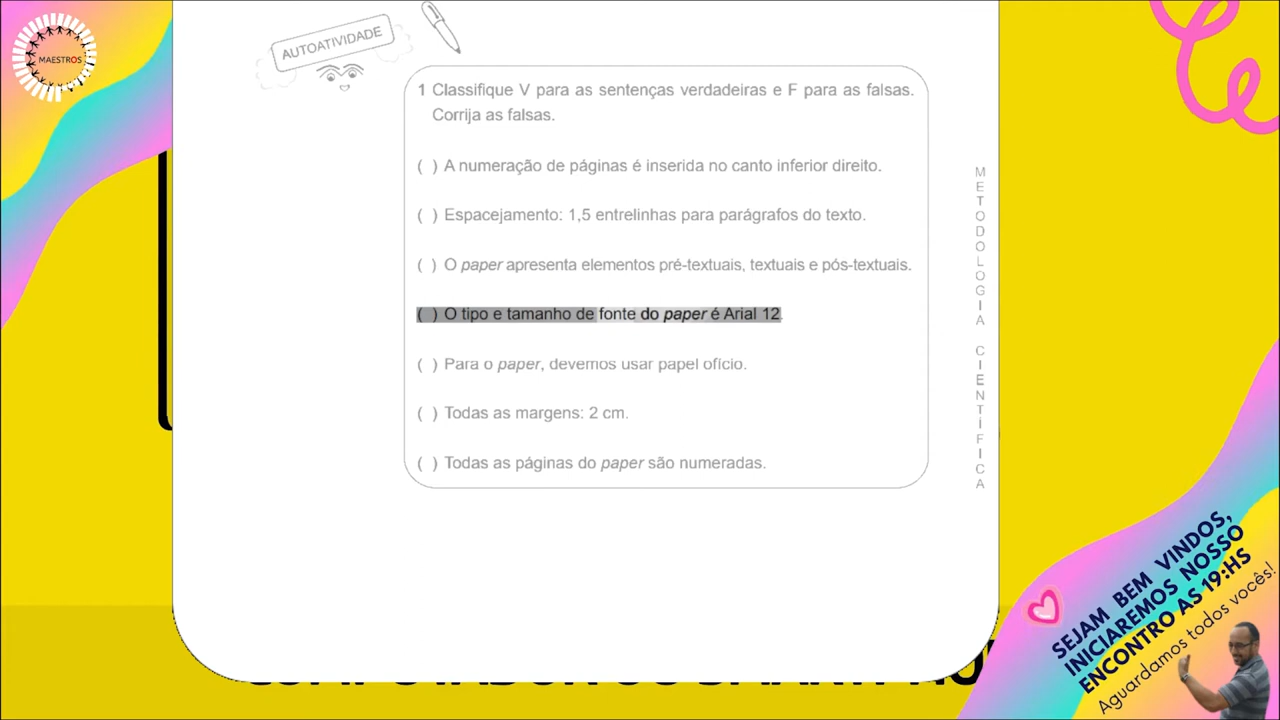 MAESTROS
AUTOATIVIDADE
1 Classifique V para as sentenças verdadeiras e F para as falsas.
Corrija as falsas.
( ) A numeração de páginas é inserida no canto inferior direito.
( ) Espacejamento: 1,5 entrelinhas para parágrafos do texto.
( ) O paper apresenta elementos pré-textuais, textuais e pós-textuais.
( ) O tipo e tamanho de fonte do paper é Arial 12.
( ) Para o paper, devemos usar papel ofício.
( ) Todas as margens: 2 cm.
( ) Todas as páginas do paper são numeradas.
METODOLOGIA CIENTÍFICA
SEJAM BEM VINDOS,
INICIAREMOS NOSSO
ENCONTRO AS 19:HS
Aguardamos todos vocês!